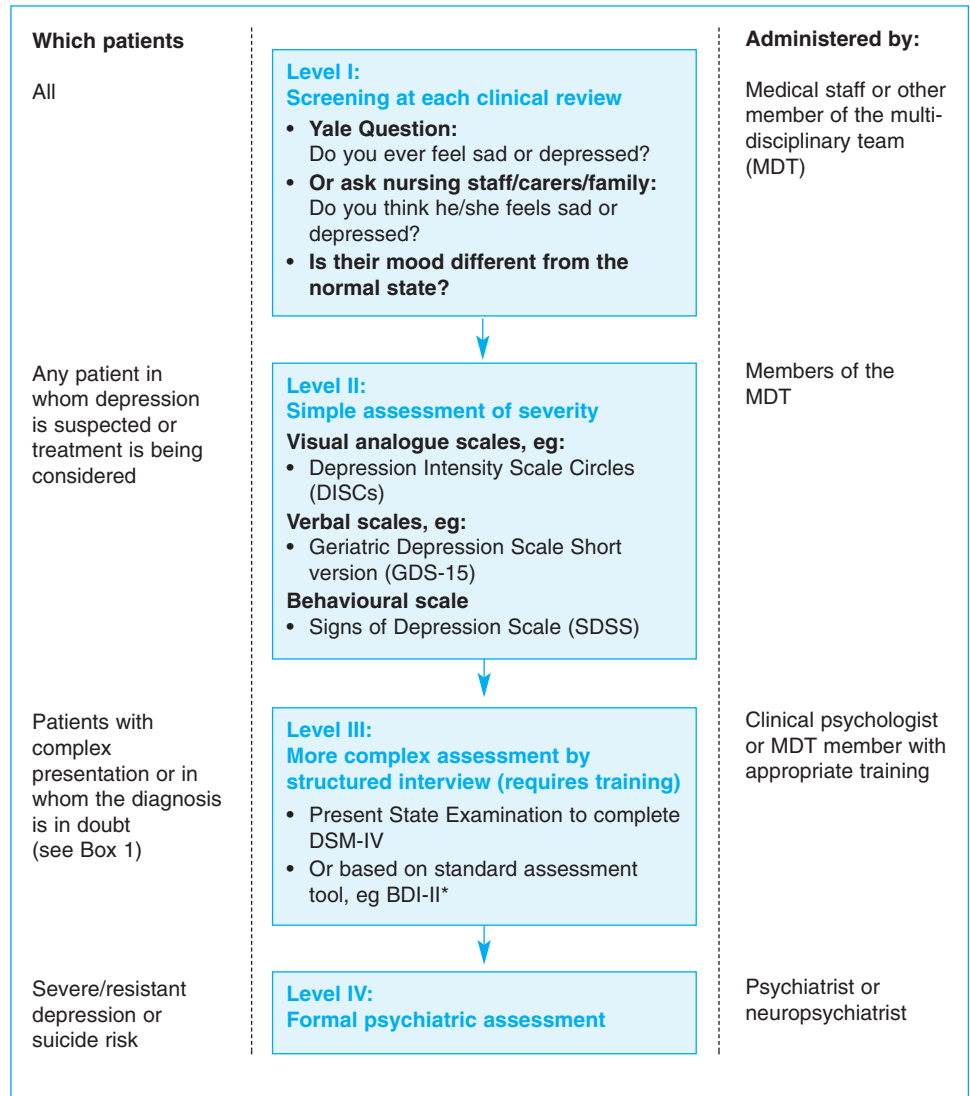 Which patients
Administered by:
All
Level I:
Screening at each clinical review
• Yale Question:
Do you ever feel sad or depressed?
• Or ask nursing staff/carers/family:
Do you think he/she feels sad or
depressed?
• Is their mood different from the
normal state?
Medical staff or other
member of the multi-
disciplinary team
(MDT)
Any patient in
whom depression
is suspected or
treatment is being
considered
Level II:
Simple assessment of severity
Visual analogue scales, eg:
• Depression Intensity Scale Circles
(DISCs)
Verbal scales, eg:
• Geriatric Depression Scale Short
version (GDS-15)
Behavioural scale
• Signs of Depression Scale (SDSS)
Members of the
MDT
Patients with
complex
presentation or in
whom the diagnosis
is in doubt
(see Box 1)
Level III:
More complex assessment by
structured interview (requires training)
• Present State Examination to complete
DSM-IV
• Or based on standard assessment
tool, eg BDI-II*
Clinical psychologist
or MDT member with
appropriate training
Severe/resistant
depression or
suicide risk
Level IV:
Formal psychiatric assessment
Psychiatrist or
neuropsychiatrist